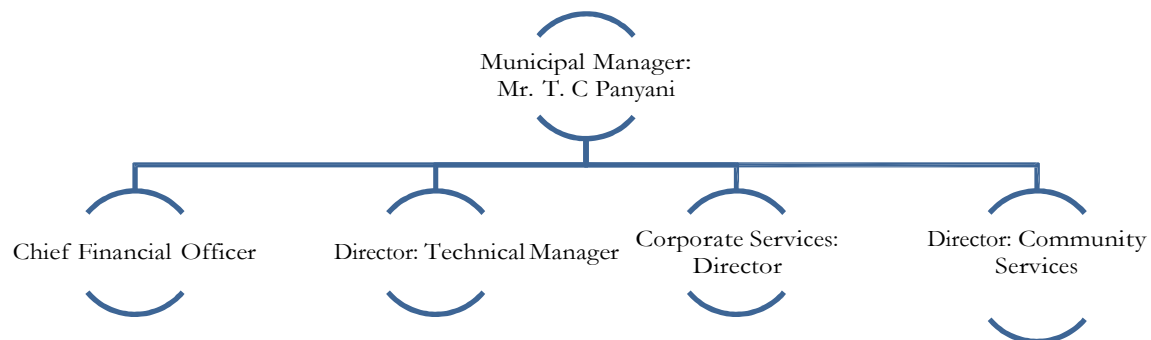 Municipal Manager:
Mr. T. C Panyani
Chief Financial Officer
Director: Technical Manager
Corporate Services:
Director
Director: Community
Services